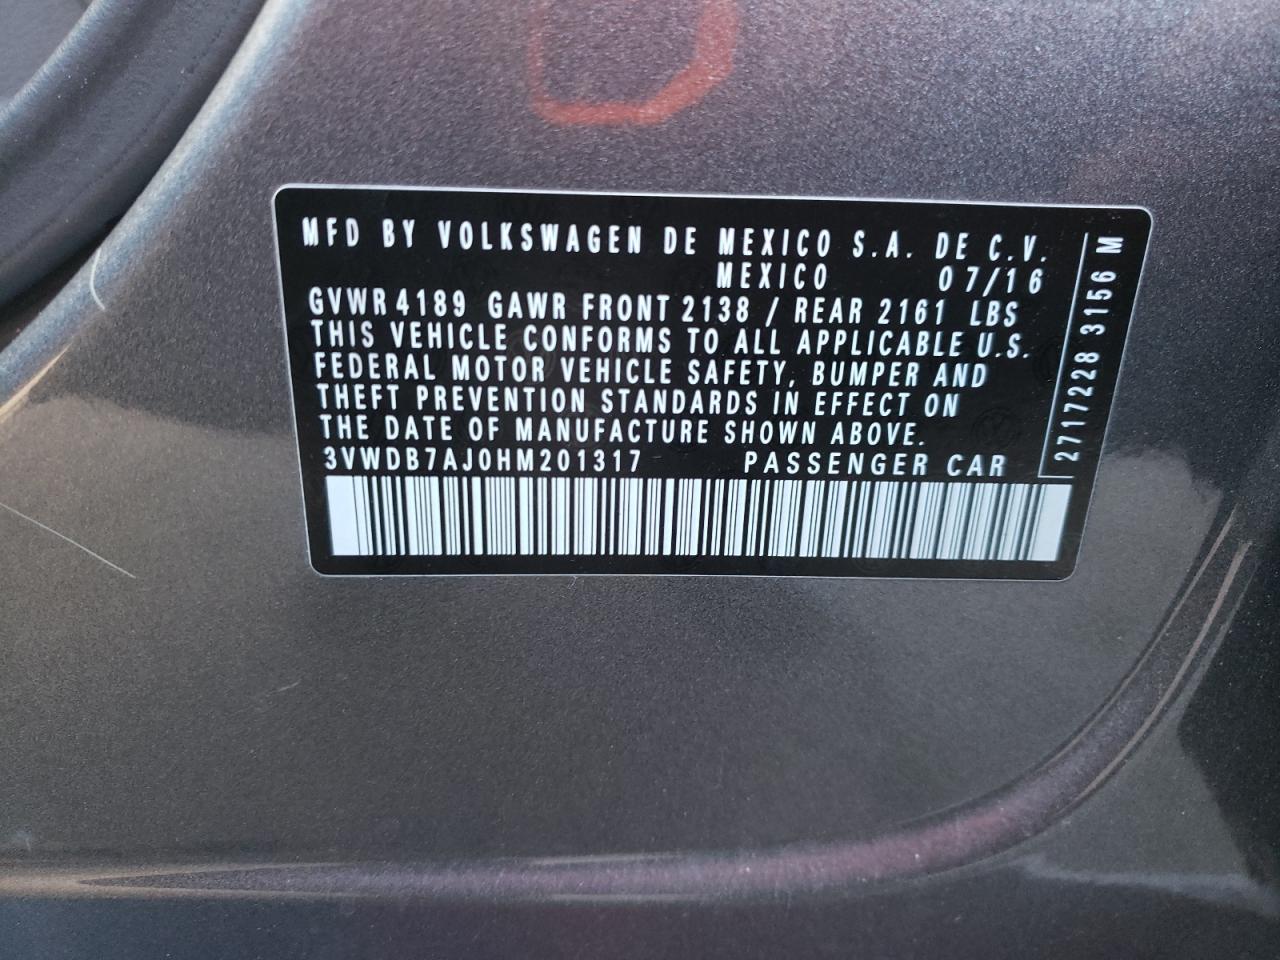 MFD BY VOLKSWAGEN DE MEXICO S.A. DE C.V.
MEXICO 07/16
GVWR 4189 GAWR FRONT 2138 / REAR 2161 LBS
THIS VEHICLE CONFORMS TO ALL APPLICABLE U.S.
FEDERAL MOTOR VEHICLE SAFETY, BUMPER AND
THEFT PREVENTION STANDARDS IN EFFECT ON
THE DATE OF MANUFACTURE SHOWN ABOVE.
3VWDB7AJ0HM201317 PASSENGER CAR
2717228 3156 M